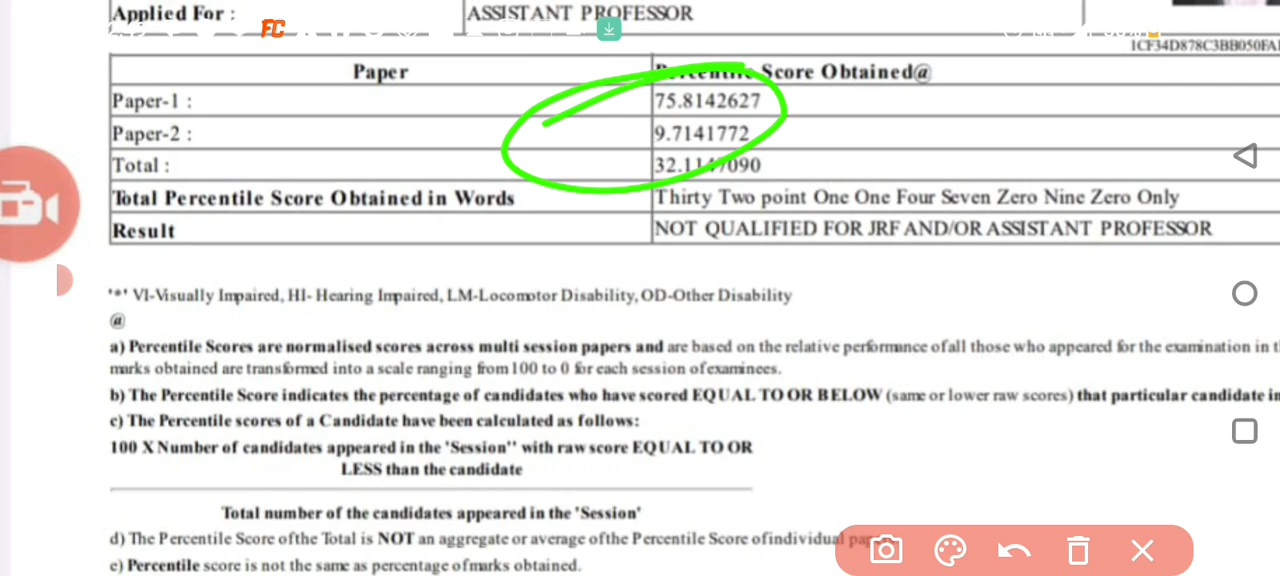 Applied For :
ASSISTANT PROFESSOR
FC
1CF34D878C3BB050FA
Paper
Percentile Score Obtained@
Paper-1 :
75.8142627
Paper-2 :
9.7141772
Total :
32.1147090
Total Percentile Score Obtained in Words
Thirty Two point One One Four Seven Zero Nine Zero Only
Result
NOT QUALIFIED FOR JRF AND/OR ASSISTANT PROFESSOR
'*' VI-Visually Impaired, HI- Hearing Impaired, LM-Locomotor Disability, OD-Other Disability
@
a) Percentile Scores are normalised scores across multi session papers and are based on the relative performance of all those who appeared for the examination in
marks obtained are transformed into a scale ranging from 100 to 0 for each session of examinees.
b) The Percentile Score indicates the percentage of candidates who have scored EQUAL TO OR BELOW (same or lower raw scores) that particular candidate in
c) The Percentile scores of a Candidate have been calculated as follows:
100 X Number of candidates appeared in the 'Session'' with raw score EQUAL TO OR
LESS than the candidate
Total number of the candidates appeared in the 'Session'
d) The Percentile Score of the Total is NOT an aggregate or average of the Percentile Score of individual
e) Percentile score is not the same as percentage of marks obtained.